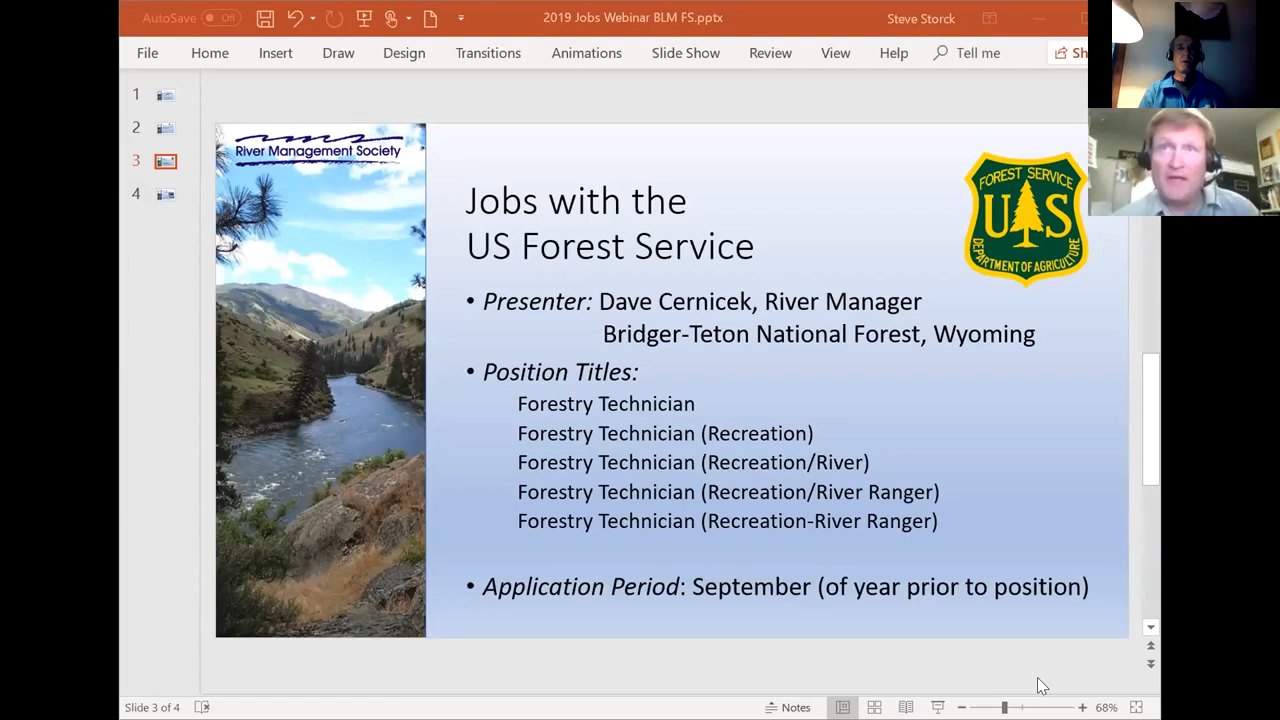 AutoSave Off
2019 Jobs Webinar BLM FS.pptx
Steve Storck
File Home Insert Draw Design Transitions Animations Slide Show Review View Help Tell me Sh
1
2
3
4
River Management Society
Jobs with the
US Forest Service
FOREST SERVICE
U S
DEPARTMENT OF AGRICULTURE
• Presenter: Dave Cernicek, River Manager
Bridger-Teton National Forest, Wyoming
• Position Titles:
Forestry Technician
Forestry Technician (Recreation)
Forestry Technician (Recreation/River)
Forestry Technician (Recreation/River Ranger)
Forestry Technician (Recreation-River Ranger)
• Application Period: September (of year prior to position)
Slide 3 of 4
Notes
68%